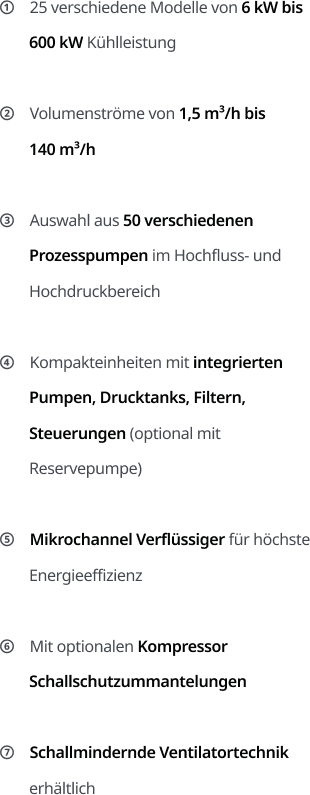 ① 25 verschiedene Modelle von 6 kW bis
600 kW Kühlleistung
② Volumenströme von 1,5 m³/h bis
140 m³/h
③ Auswahl aus 50 verschiedenen
Prozesspumpen im Hochfluss- und
Hochdruckbereich
④ Kompakteinheiten mit integrierten
Pumpen, Drucktanks, Filtern,
Steuerungen (optional mit
Reservepumpe)
⑤ Mikrochannel Verflüssiger für höchste
Energieeffizienz
⑥ Mit optionalen Kompressor
Schallschutzummantelungen
⑦ Schallmindernde Ventilatortechnik
erhältlich